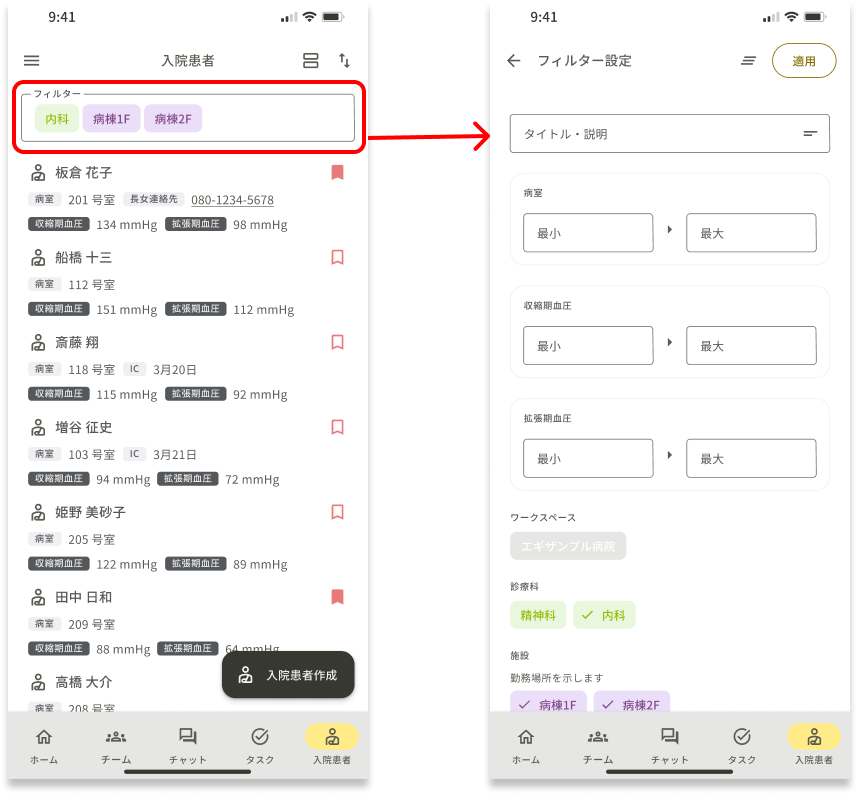 9:41
入院患者
フィルター
内科 病棟1F 病棟2F
板倉 花子
病室 201 号室 長女連絡先 080-1234-5678
収縮期血圧 134 mmHg 拡張期血圧 98 mmHg
船橋 十三
病室 112 号室
収縮期血圧 151 mmHg 拡張期血圧 112 mmHg
斎藤 翔
病室 118 号室 IC 3月20日
収縮期血圧 115 mmHg 拡張期血圧 92 mmHg
増谷 征史
病室 103 号室 IC 3月21日
収縮期血圧 94 mmHg 拡張期血圧 72 mmHg
姫野 美砂子
病室 205 号室
収縮期血圧 122 mmHg 拡張期血圧 89 mmHg
田中 日和
病室 209 号室
収縮期血圧 88 mmHg 拡張期血圧 64 mmHg
高橋 大介
入院患者作成
病室 208 号室
ホーム チーム チャット タスク 入院患者
9:41
フィルター設定 適用
タイトル・説明
病室
最小 最大
収縮期血圧
最小 最大
拡張期血圧
最小 最大
ワークスペース
エギザンプル病院
診療科
精神科 内科
施設
勤務場所を示します
病棟1F 病棟2F
ホーム チーム チャット タスク 入院患者